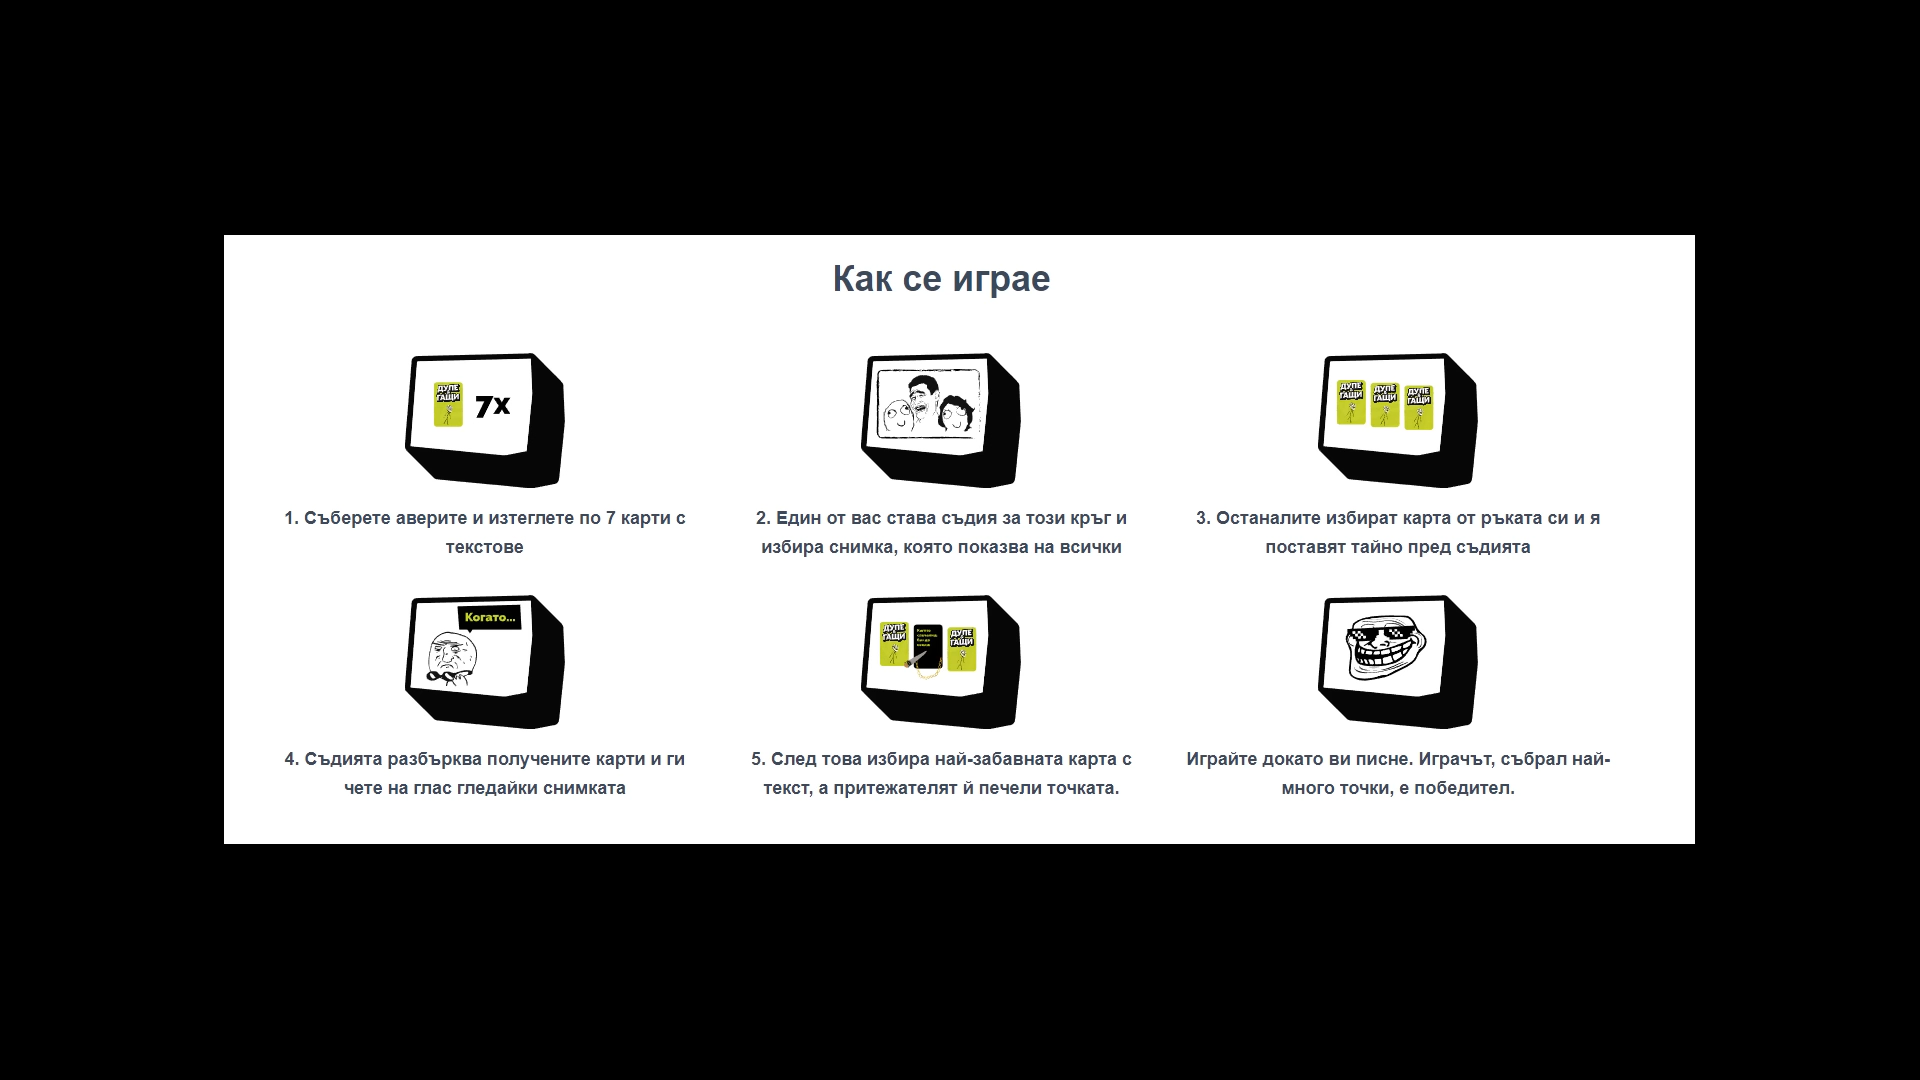 Как се играе
ДУПЕ
ГАЩИ
7x
ДУПЕ
ГАЩИ
ДУПЕ
ГАЩИ
ДУПЕ
ГАЩИ
1. Съберете аверите и изтеглете по 7 карти с
текстове
2. Един от вас става съдия за този кръг и
избира снимка, която показва на всички
3. Останалите избират карта от ръката си и я
поставят тайно пред съдията
Когато...
ДУПЕ
ГАЩИ
ДУПЕ
ГАЩИ
4. Съдията разбърква получените карти и ги
чете на глас гледайки снимката
5. След това избира най-забавната карта с
текст, а притежателят й печели точката.
Играйте докато ви писне. Играчът, събрал най-
много точки, е победител.